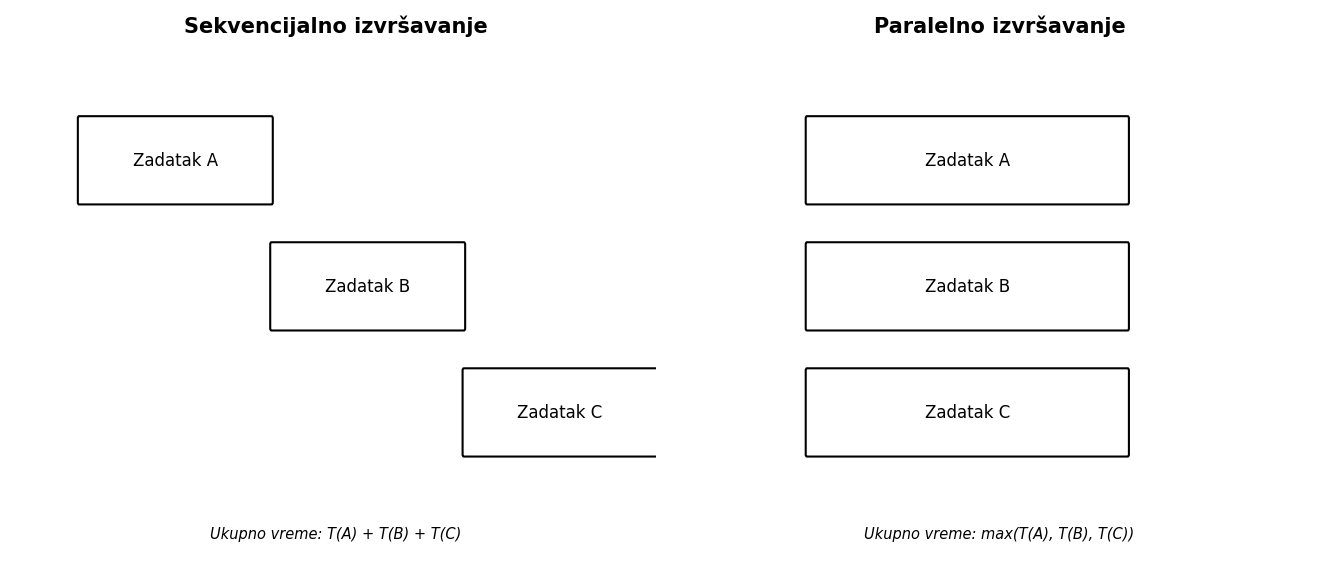 Sekvencijalno izvršavanje
Zadatak A
Zadatak B
Zadatak C
Ukupno vreme: T(A) + T(B) + T(C)
Paralelno izvršavanje
Zadatak A
Zadatak B
Zadatak C
Ukupno vreme: max(T(A), T(B), T(C))